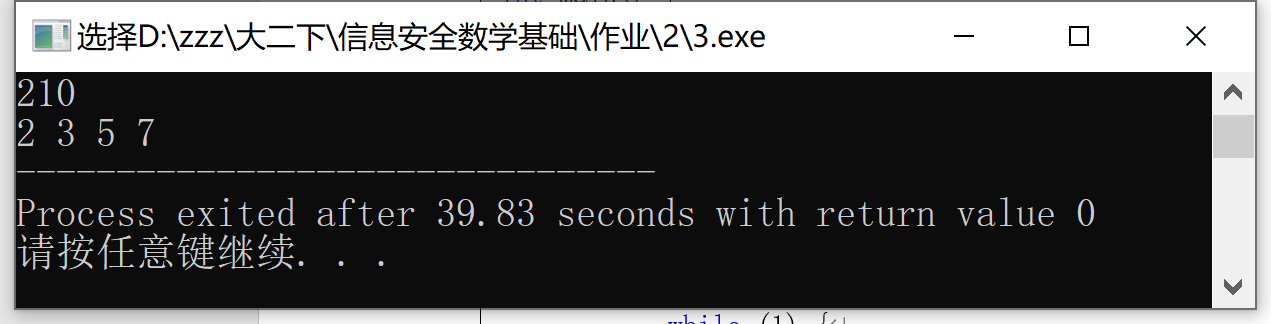 选择D:\zzz\大二下\信息安全数学基础\作业\2\3.exe
210
2 3 5 7
--------------------------------
Process exited after 39.83 seconds with return value 0
请按任意键继续. . .
while (1) {